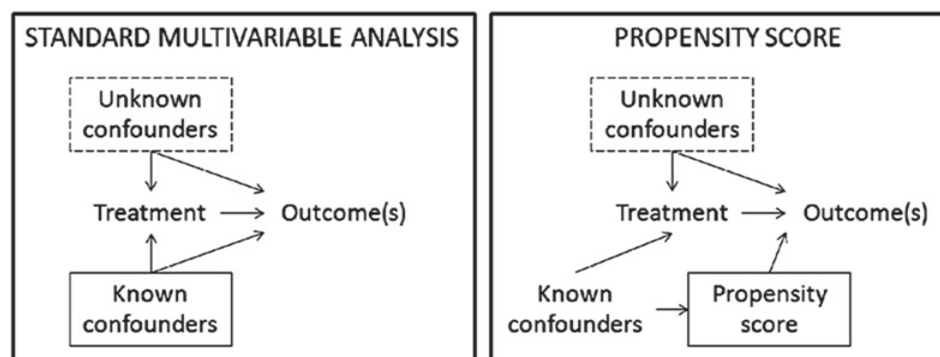 STANDARD MULTIVARIABLE ANALYSIS
Unknown
confounders
Treatment
Outcome(s)
Known
confounders
PROPENSITY SCORE
Unknown
confounders
Treatment
Outcome(s)
Known
confounders
Propensity
score